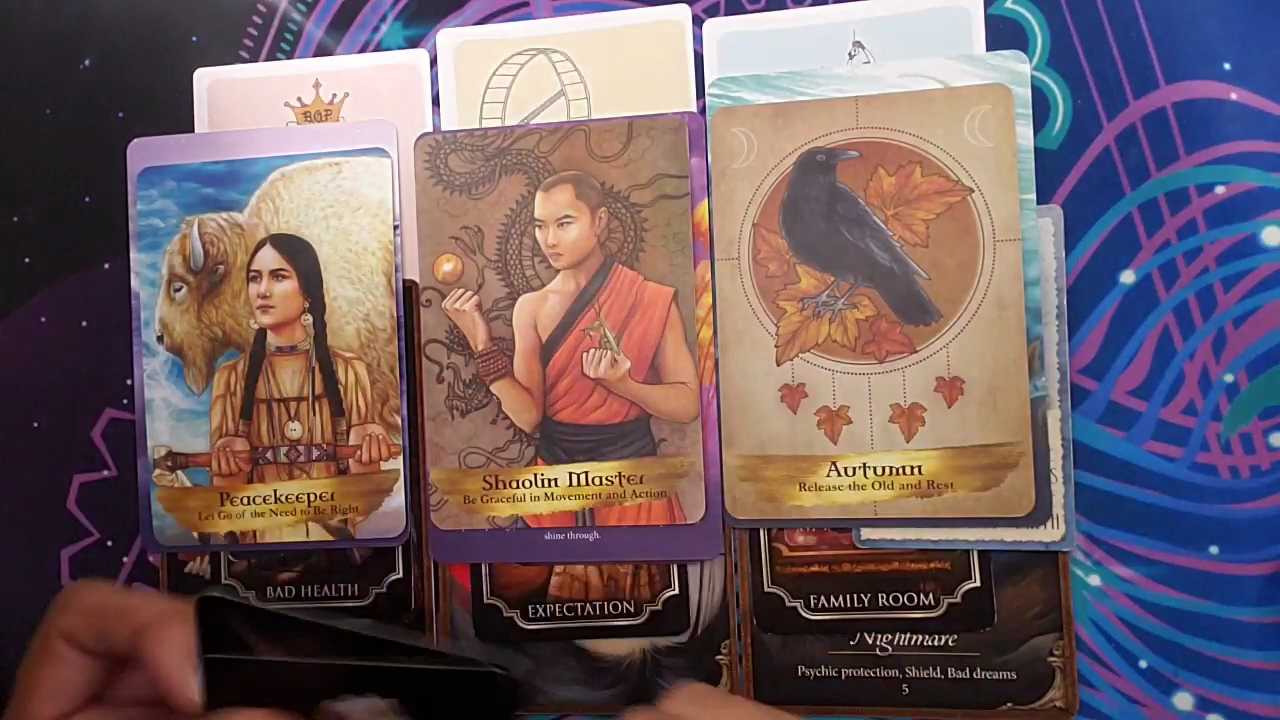 BOP
Peacekeeper
Let Go of the Need to Be Right
Shaolin Master
Be Graceful in Movement and Action
shine through.
Autumn
Release the Old and Rest
BAD HEALTH
EXPECTATION
FAMILY ROOM
Nightmare
Psychic protection, Shield, Bad dreams
5